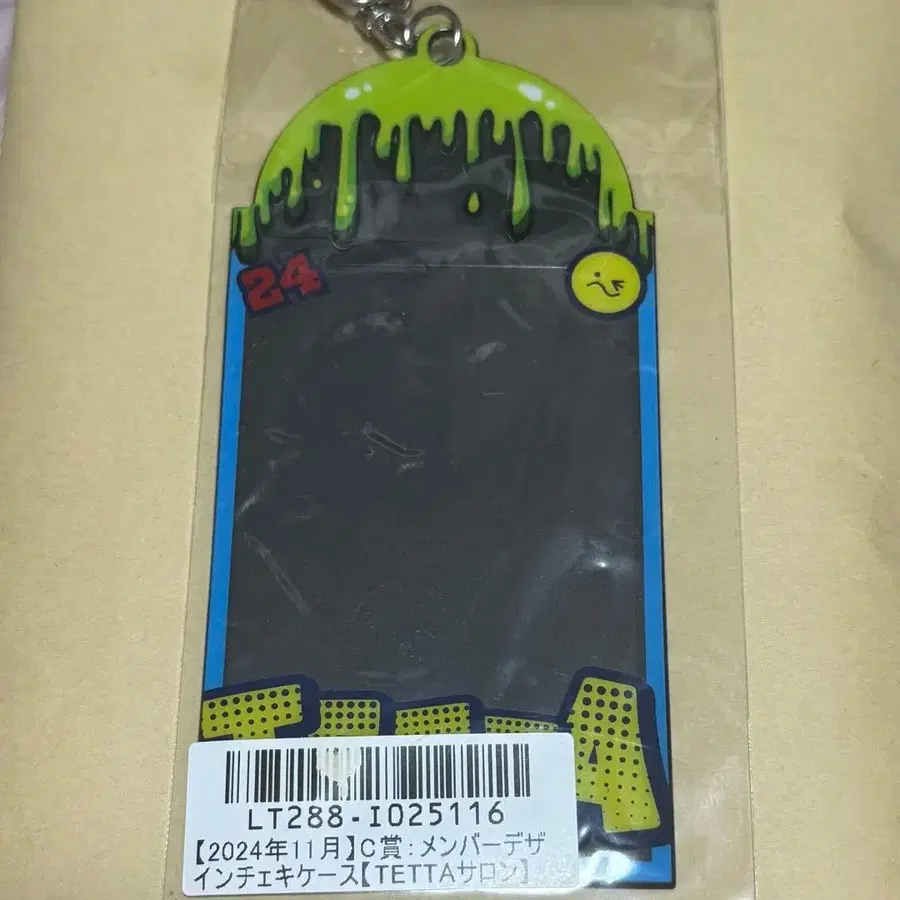 24
TETTA
LT288-I025116
【2024年11月】C賞:メンバーデザ
インチェキケース【TETTAサロン】